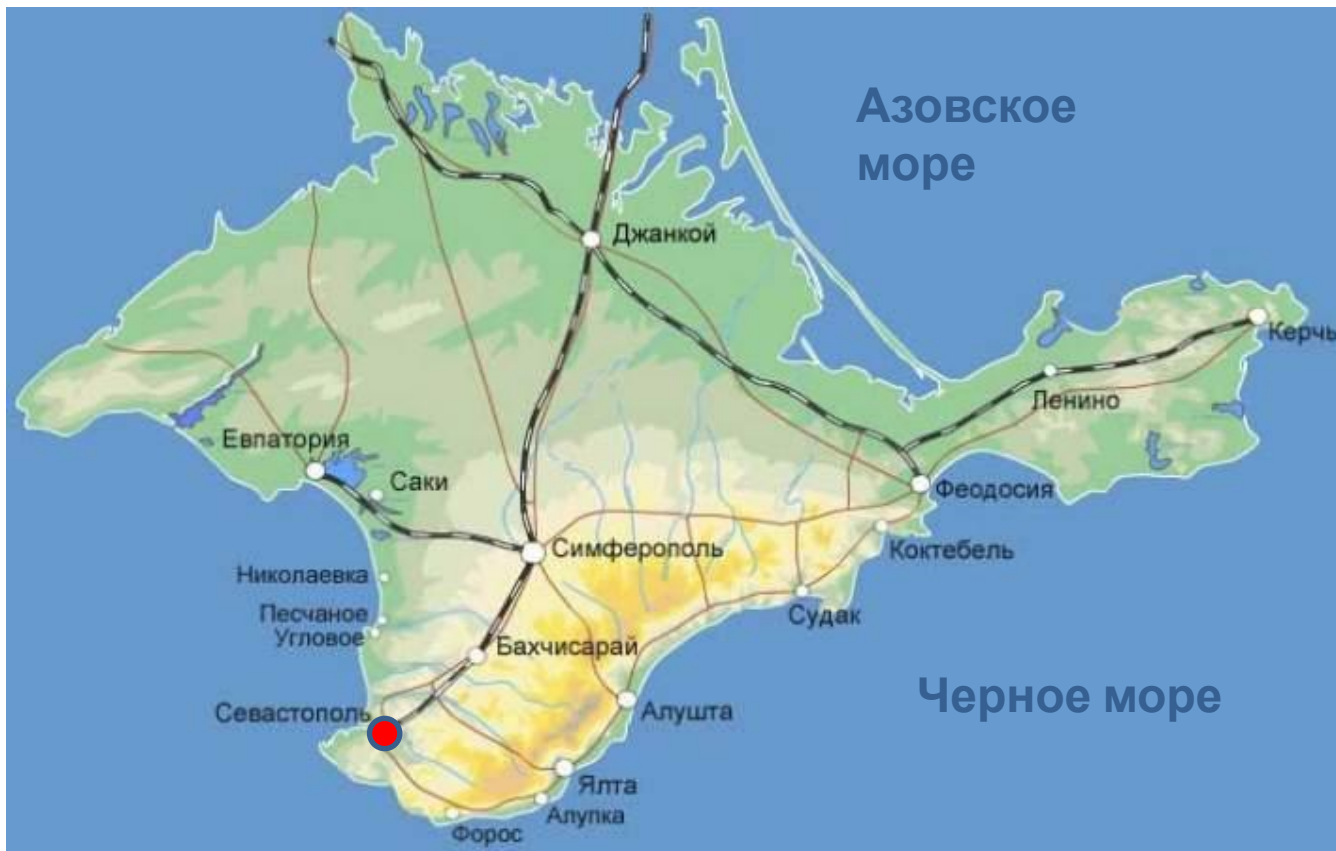 Азовское
море
Джанкой
Керчь
Ленино
Евпатория
Саки
Феодосия
Симферополь
Коктебель
Николаевка
Песчаное
Судак
Угловое
Бахчисарай
Черное море
Севастополь
Алушта
Ялта
Алупка
Форос